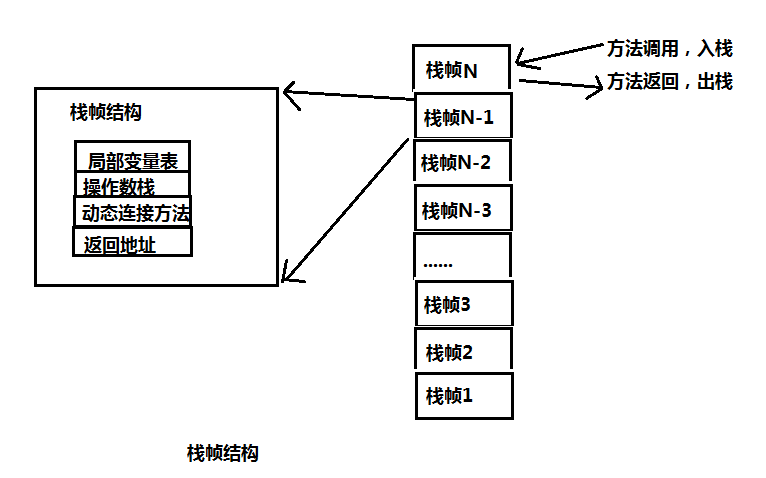 栈帧结构
局部变量表
操作数栈
动态连接方法
返回地址
栈帧N
栈帧N-1
栈帧N-2
栈帧N-3
......
栈帧3
栈帧2
栈帧1
方法调用，入栈
方法返回，出栈
栈帧结构